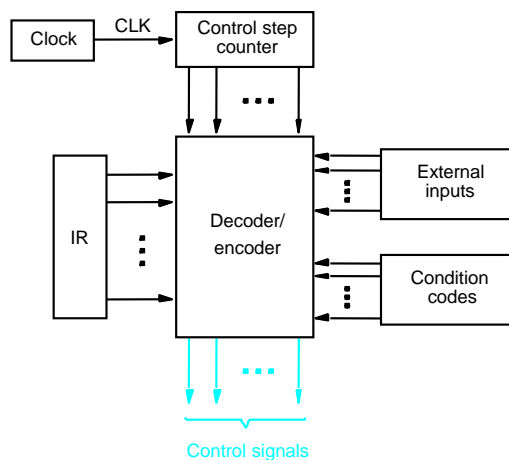 Clock
CLK
Control step
counter
IR
Decoder/
encoder
External
inputs
Condition
codes
Control signals